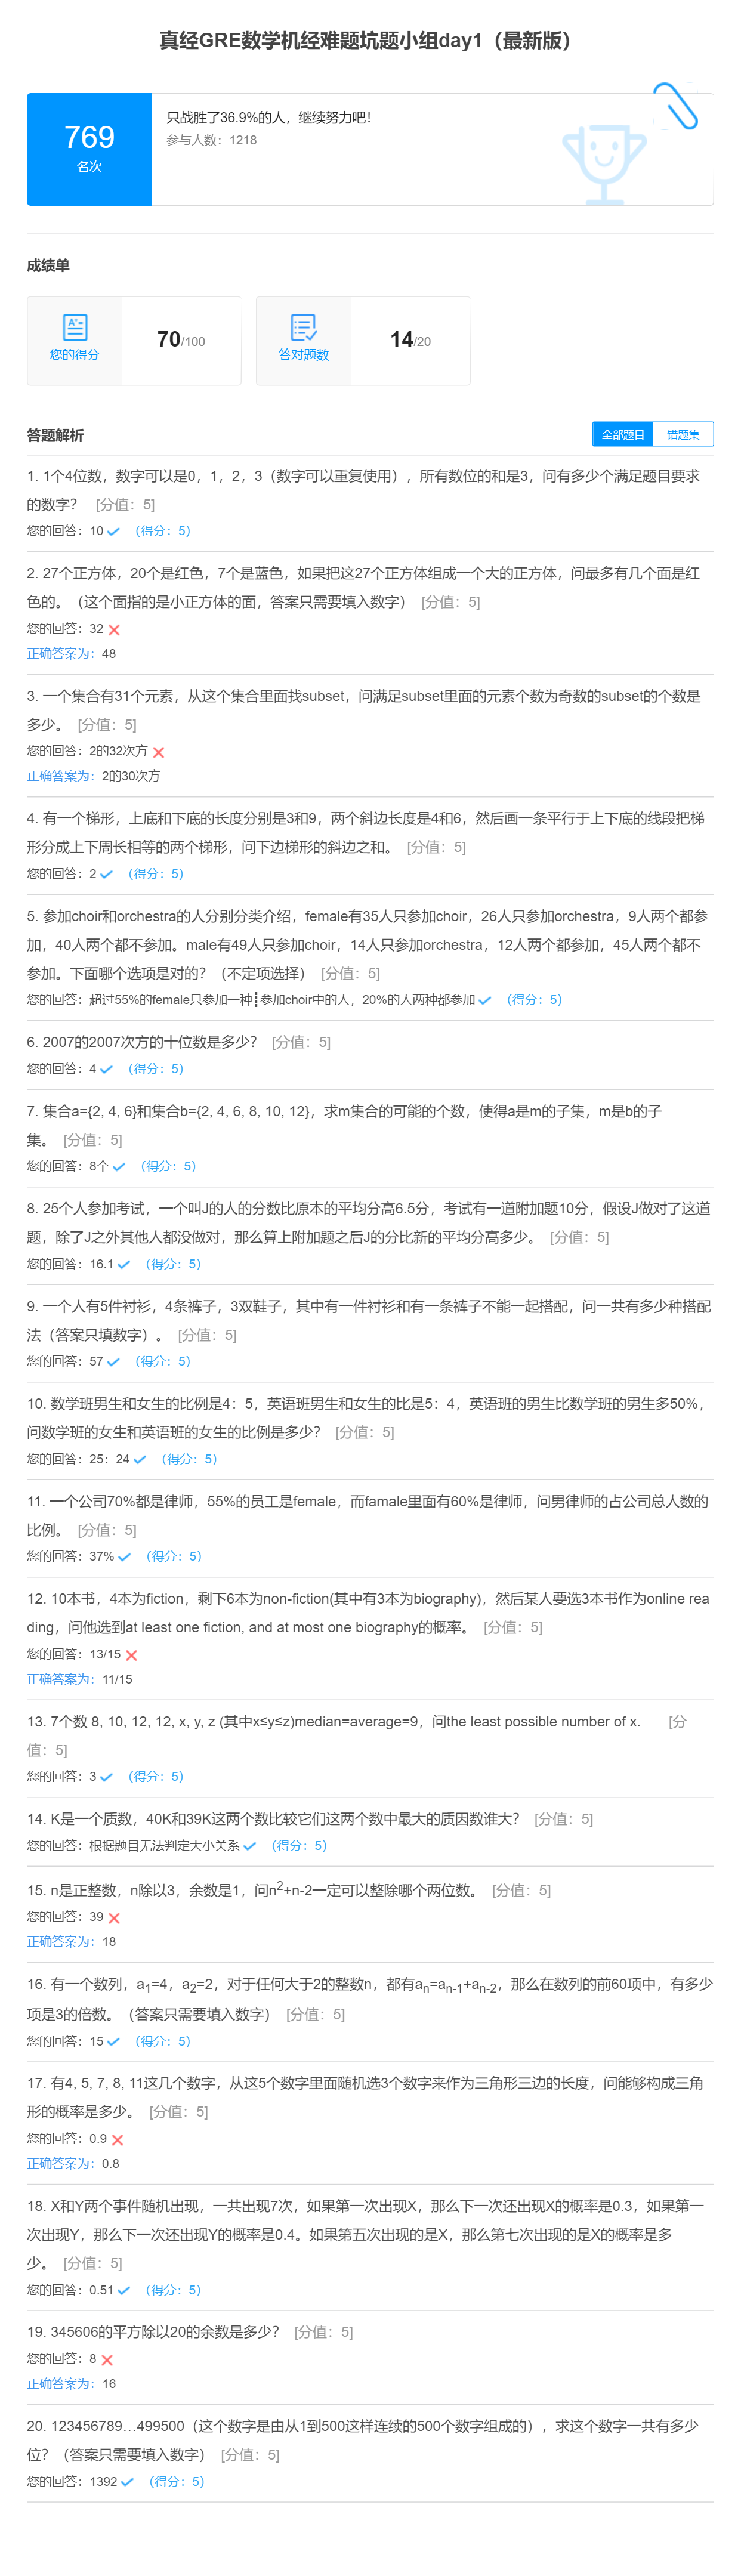 真经GRE数学机经难题坑题小组day1（最新版）
769
名次
只战胜了36.9%的人，继续努力吧！
参与人数：1218
成绩单
您的得分
70/100
答对题数
14/20
答题解析
全部题目
错题集
1. 1个4位数，数字可以是0，1，2，3（数字可以重复使用），所有数位的和是3，问有多少个满足题目要求
的数字？ [分值：5]
您的回答：10 （得分：5）
2. 27个正方体，20个是红色，7个是蓝色，如果把这27个正方体组成一个大的正方体，问最多有几个面是红
色的。（这个面指的是小正方体的面，答案只需要填入数字） [分值：5]
您的回答：32
正确答案为：48
3. 一个集合有31个元素，从这个集合里面找subset，问满足subset里面的元素个数为奇数的subset的个数是
多少。 [分值：5]
您的回答：2的32次方
正确答案为：2的30次方
4. 有一个梯形，上底和下底的长度分别是3和9，两个斜边长度是4和6，然后画一条平行于上下底的线段把梯
形分成上下周长相等的两个梯形，问下边梯形的斜边之和。 [分值：5]
您的回答：2 （得分：5）
5. 参加choir和orchestra的人分别分类介绍，female有35人只参加choir，26人只参加orchestra，9人两个都参
加，40人两个都不参加。male有49人只参加choir，14人只参加orchestra，12人两个都参加，45人两个都不
参加。下面哪个选项是对的？（不定项选择） [分值：5]
您的回答：超过55%的female只参加一种┋参加choir中的人，20%的人两种都参加 （得分：5）
6. 2007的2007次方的十位数是多少？ [分值：5]
您的回答：4 （得分：5）
7. 集合a={2, 4, 6}和集合b={2, 4, 6, 8, 10, 12}，求m集合的可能的个数，使得a是m的子集，m是b的子
集。 [分值：5]
您的回答：8个 （得分：5）
8. 25个人参加考试，一个叫J的人的分数比原本的平均分高6.5分，考试有一道附加题10分，假设J做对了这道
题，除了J之外其他人都没做对，那么算上附加题之后J的分比新的平均分高多少。 [分值：5]
您的回答：16.1 （得分：5）
9. 一个人有5件衬衫，4条裤子，3双鞋子，其中有一件衬衫和有一条裤子不能一起搭配，问一共有多少种搭配
法（答案只填数字）。 [分值：5]
您的回答：57 （得分：5）
10. 数学班男生和女生的比例是4：5，英语班男生和女生的比是5：4，英语班的男生比数学班的男生多50%，
问数学班的女生和英语班的女生的比例是多少？ [分值：5]
您的回答：25：24 （得分：5）
11. 一个公司70%都是律师，55%的员工是female，而famale里面有60%是律师，问男律师的占公司总人数的
比例。 [分值：5]
您的回答：37% （得分：5）
12. 10本书，4本为fiction，剩下6本为non-fiction(其中有3本为biography)，然后某人要选3本书作为online rea
ding，问他选到at least one fiction, and at most one biography的概率。 [分值：5]
您的回答：13/15
正确答案为：11/15
13. 7个数 8, 10, 12, 12, x, y, z (其中x≤y≤z)median=average=9，问the least possible number of x. [分
值：5]
您的回答：3 （得分：5）
14. K是一个质数，40K和39K这两个数比较它们这两个数中最大的质因数谁大？ [分值：5]
您的回答：根据题目无法判定大小关系 （得分：5）
15. n是正整数，n除以3，余数是1，问n²+n-2一定可以整除哪个两位数。 [分值：5]
您的回答：39
正确答案为：18
16. 有一个数列，a₁=4，a₂=2，对于任何大于2的整数n，都有aₙ=aₙ₋₁+aₙ₋₂，那么在数列的前60项中，有多少
项是3的倍数。（答案只需要填入数字） [分值：5]
您的回答：15 （得分：5）
17. 有4, 5, 7, 8, 11这几个数字，从这5个数字里面随机选3个数字来作为三角形三边的长度，问能够构成三角
形的概率是多少。 [分值：5]
您的回答：0.9
正确答案为：0.8
18. X和Y两个事件随机出现，一共出现7次，如果第一次出现X，那么下一次还出现X的概率是0.3，如果第一
次出现Y，那么下一次还出现Y的概率是0.4。如果第五次出现的是X，那么第七次出现的是X的概率是多
少。 [分值：5]
您的回答：0.51 （得分：5）
19. 345606的平方除以20的余数是多少？ [分值：5]
您的回答：8
正确答案为：16
20. 123456789...499500（这个数字是由从1到500这样连续的500个数字组成的），求这个数字一共有多少
位？（答案只需要填入数字） [分值：5]
您的回答：1392 （得分：5）